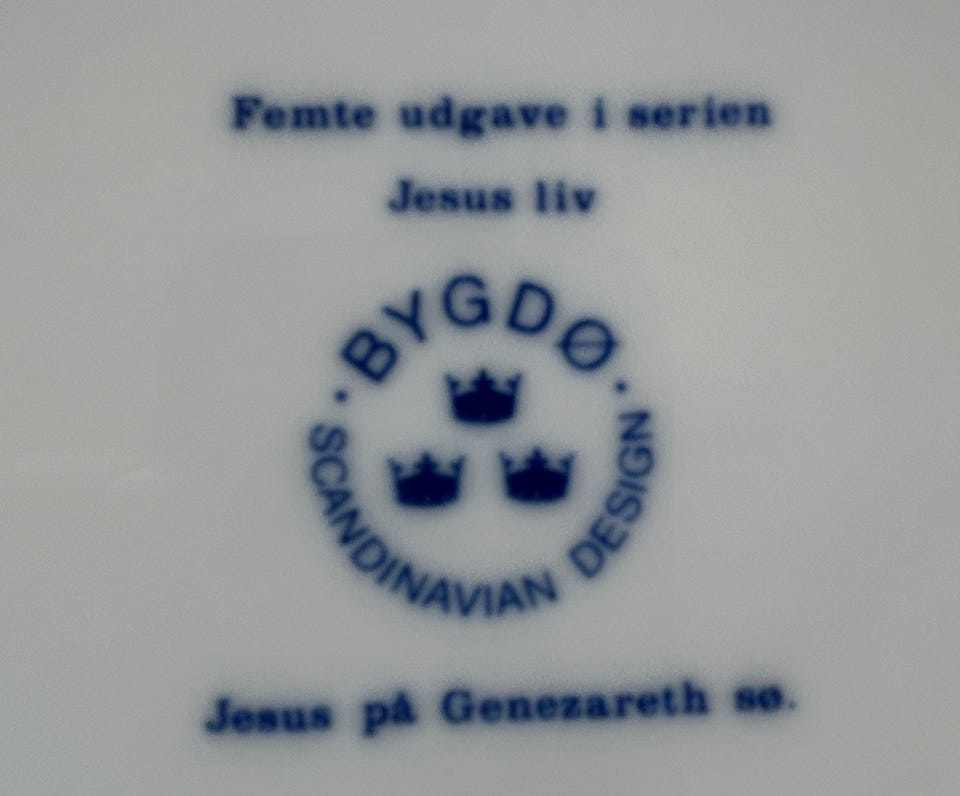 Femte udgave i serien
Jesus liv
· BYGDØ ·
SCANDINAVIAN DESIGN
Jesus på Genezareth sø.